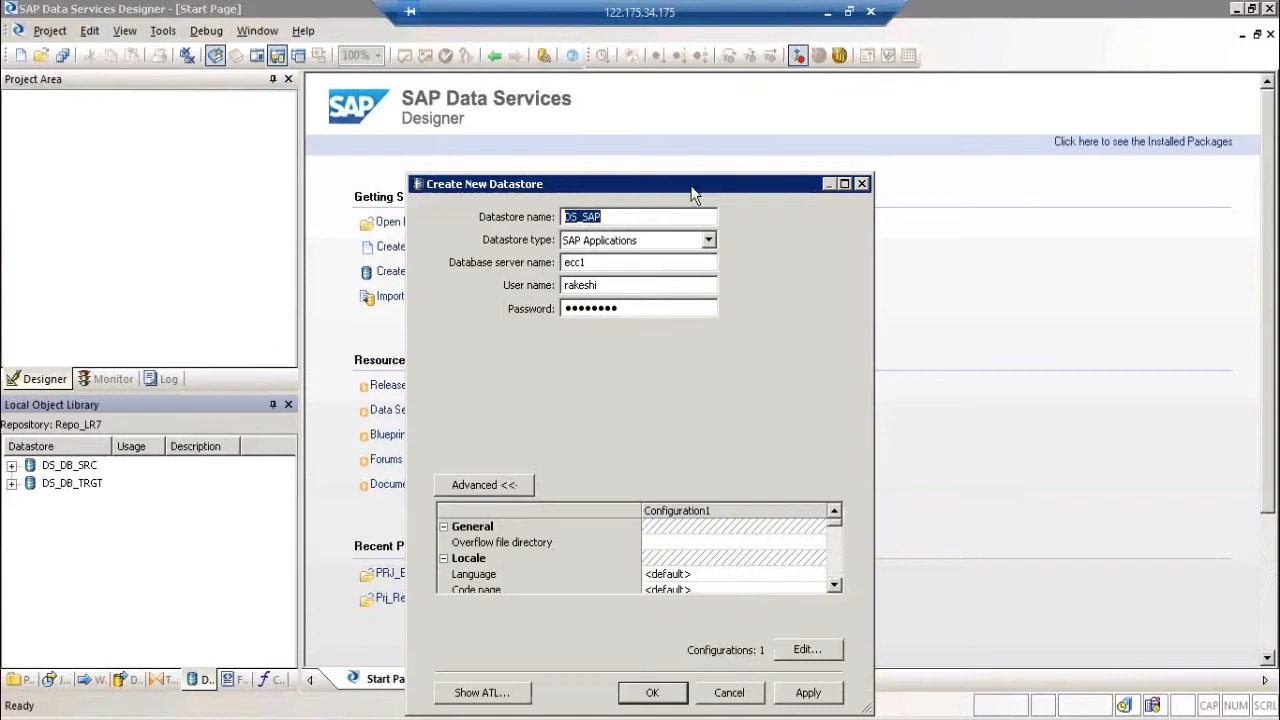 SAP Data Services Designer - [Start Page]
122.175.34.175
Project Edit View Tools Debug Window Help
100%
Project Area
SAP
SAP Data Services
Designer
Click here to see the Installed Packages
Getting S
Open
Create
Create
Import
Create New Datastore
Datastore name: DS_SAP
Datastore type: SAP Applications
Database server name: ecc1
User name: rakeshi
Password: ●●●●●●●●
Designer Monitor Log
Resource
Release
Data Se
Blueprin
Forums
Docume
Local Object Library
Repository: Repo_LR7
Datastore Usage Description
DS_DB_SRC
DS_DB_TRGT
Advanced <<
Configuration1
General
Overflow file directory
Locale
Language <default>
Code page <default>
Recent P
PRJ_E
Prj_Re
Configurations: 1 Edit...
P.. J.. W. D.. T... D.. F.. C..
Start Pa
Show ATL... OK Cancel Apply
Ready
CAP NUM SCRL